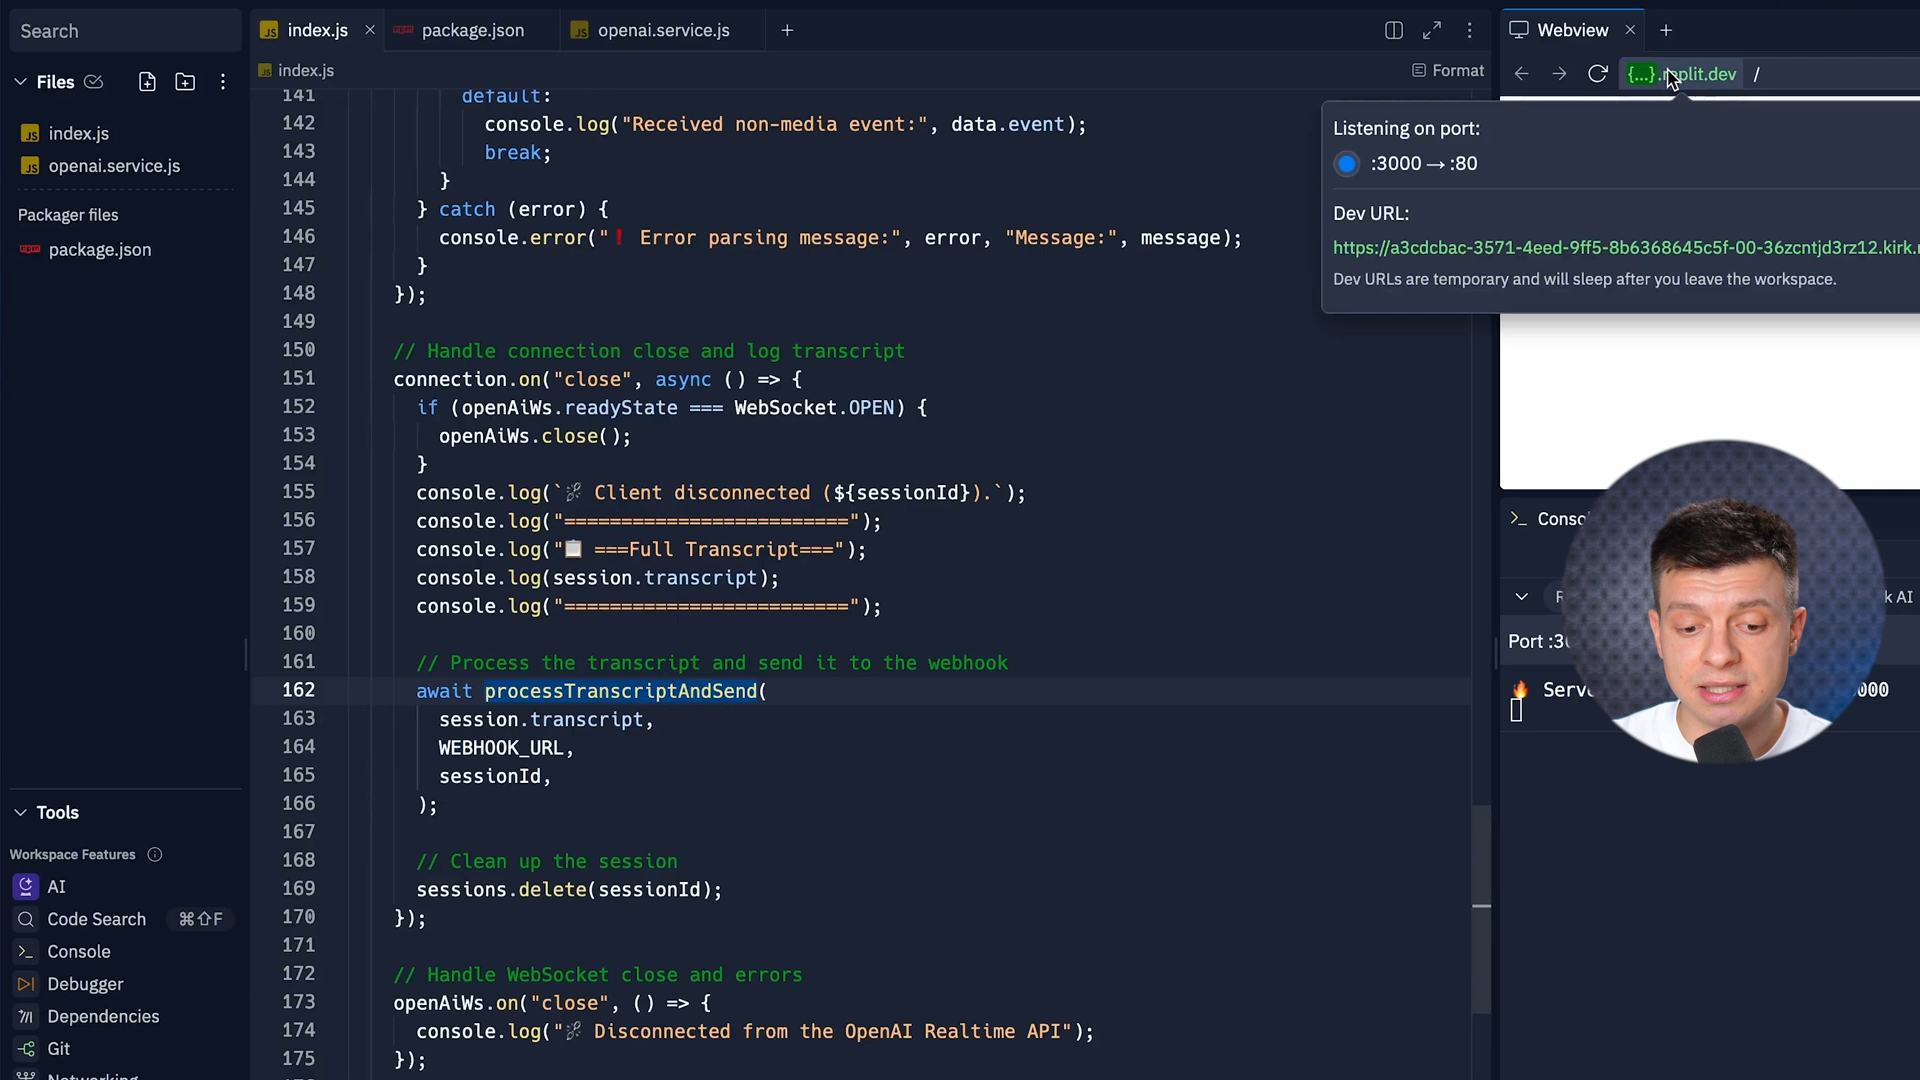 Search
Files
index.js
openai.service.js
Packager files
package.json
Tools
Workspace Features
AI
Code Search ⌘⇧F
Console
Debugger
Dependencies
Git
Networking
index.js
package.json
openai.service.js
index.js
Format
141 default:
142 console.log("Received non-media event:", data.event);
143 break;
144 }
145 } catch (error) {
146 console.error("❗ Error parsing message:", error, "Message:", message);
147 }
148 });
149
150 // Handle connection close and log transcript
151 connection.on("close", async () => {
152 if (openAiWs.readyState === WebSocket.OPEN) {
153 openAiWs.close();
154 }
155 console.log(`⛓️‍💥 Client disconnected (${sessionId}).`);
156 console.log("=========================");
157 console.log("📋 ===Full Transcript===");
158 console.log(session.transcript);
159 console.log("=========================");
160
161 // Process the transcript and send it to the webhook
162 await processTranscriptAndSend(
163 session.transcript,
164 WEBHOOK_URL,
165 sessionId,
166 );
167
168 // Clean up the session
169 sessions.delete(sessionId);
170 });
171
172 // Handle WebSocket close and errors
173 openAiWs.on("close", () => {
174 console.log("⛓️‍💥 Disconnected from the OpenAI Realtime API");
175 });
Webview
{...}.replit.dev /
Listening on port:
:3000 → :80
Dev URL:
https://a3cdcbac-3571-4eed-9ff5-8b6368645c5f-00-36zcntjd3rz12.kirk.
Dev URLs are temporary and will sleep after you leave the workspace.
Conso
k AI
Port :30
🔥 Serve
000